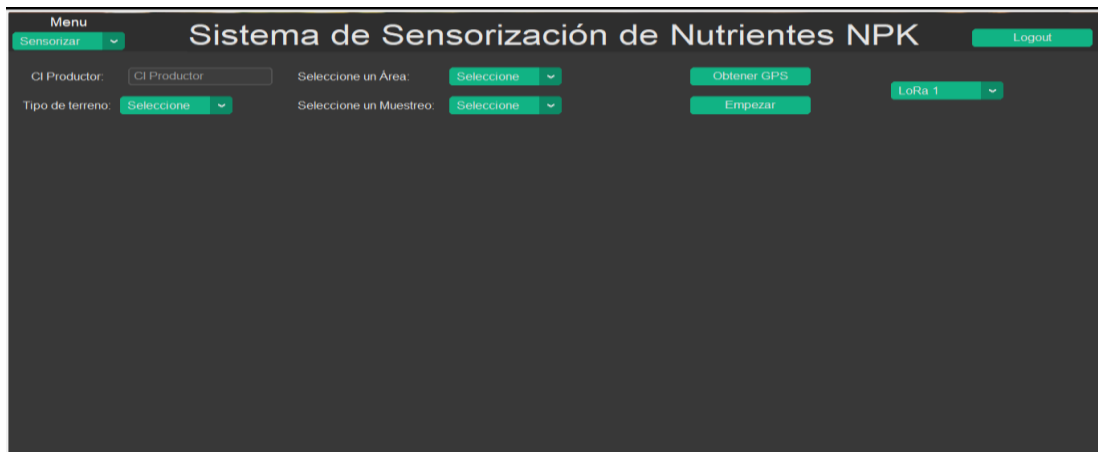 Menu
Sensorizar
Sistema de Sensorización de Nutrientes NPK
Logout
CI Productor: CI Productor
Seleccione un Área: Seleccione
Obtener GPS
LoRa 1
Tipo de terreno: Seleccione
Seleccione un Muestreo: Seleccione
Empezar